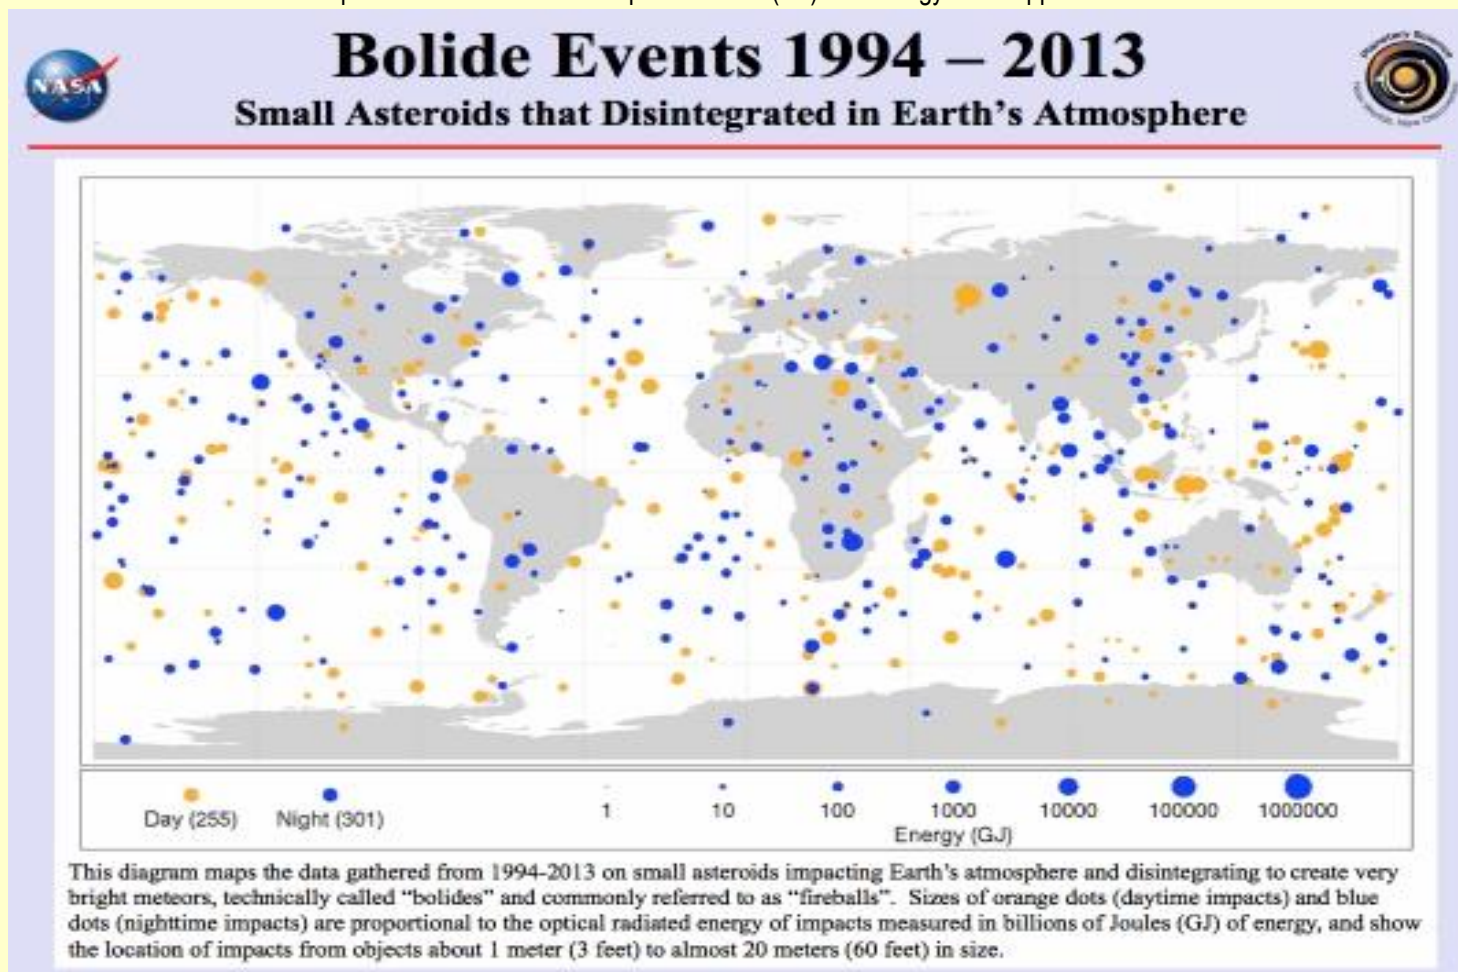 NASA
Bolide Events 1994 – 2013
Small Asteroids that Disintegrated in Earth's Atmosphere
Planetary Science
Day (255)
Night (301)
1 10 100 1000 10000 100000 1000000
Energy (GJ)
This diagram maps the data gathered from 1994-2013 on small asteroids impacting Earth's atmosphere and disintegrating to create very
bright meteors, technically called “bolides” and commonly referred to as “fireballs”. Sizes of orange dots (daytime impacts) and blue
dots (nighttime impacts) are proportional to the optical radiated energy of impacts measured in billions of Joules (GJ) of energy, and show
the location of impacts from objects about 1 meter (3 feet) to almost 20 meters (60 feet) in size.